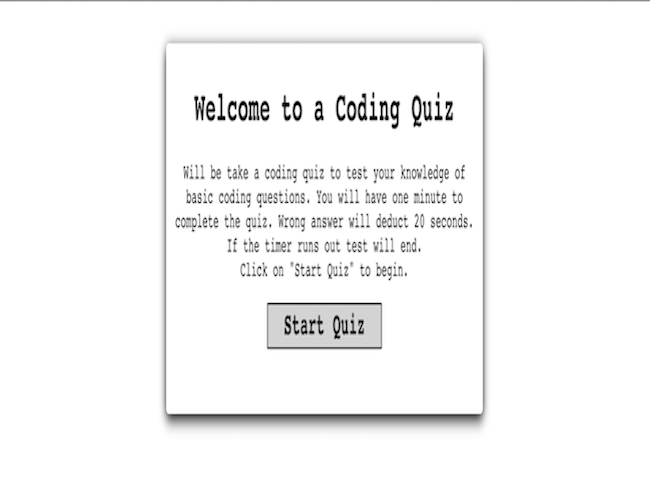 Welcome to a Coding Quiz
Will be take a coding quiz to test your knowledge of
basic coding questions. You will have one minute to
complete the quiz. Wrong answer will deduct 20 seconds.
If the timer runs out test will end.
Click on "Start Quiz" to begin.
Start Quiz